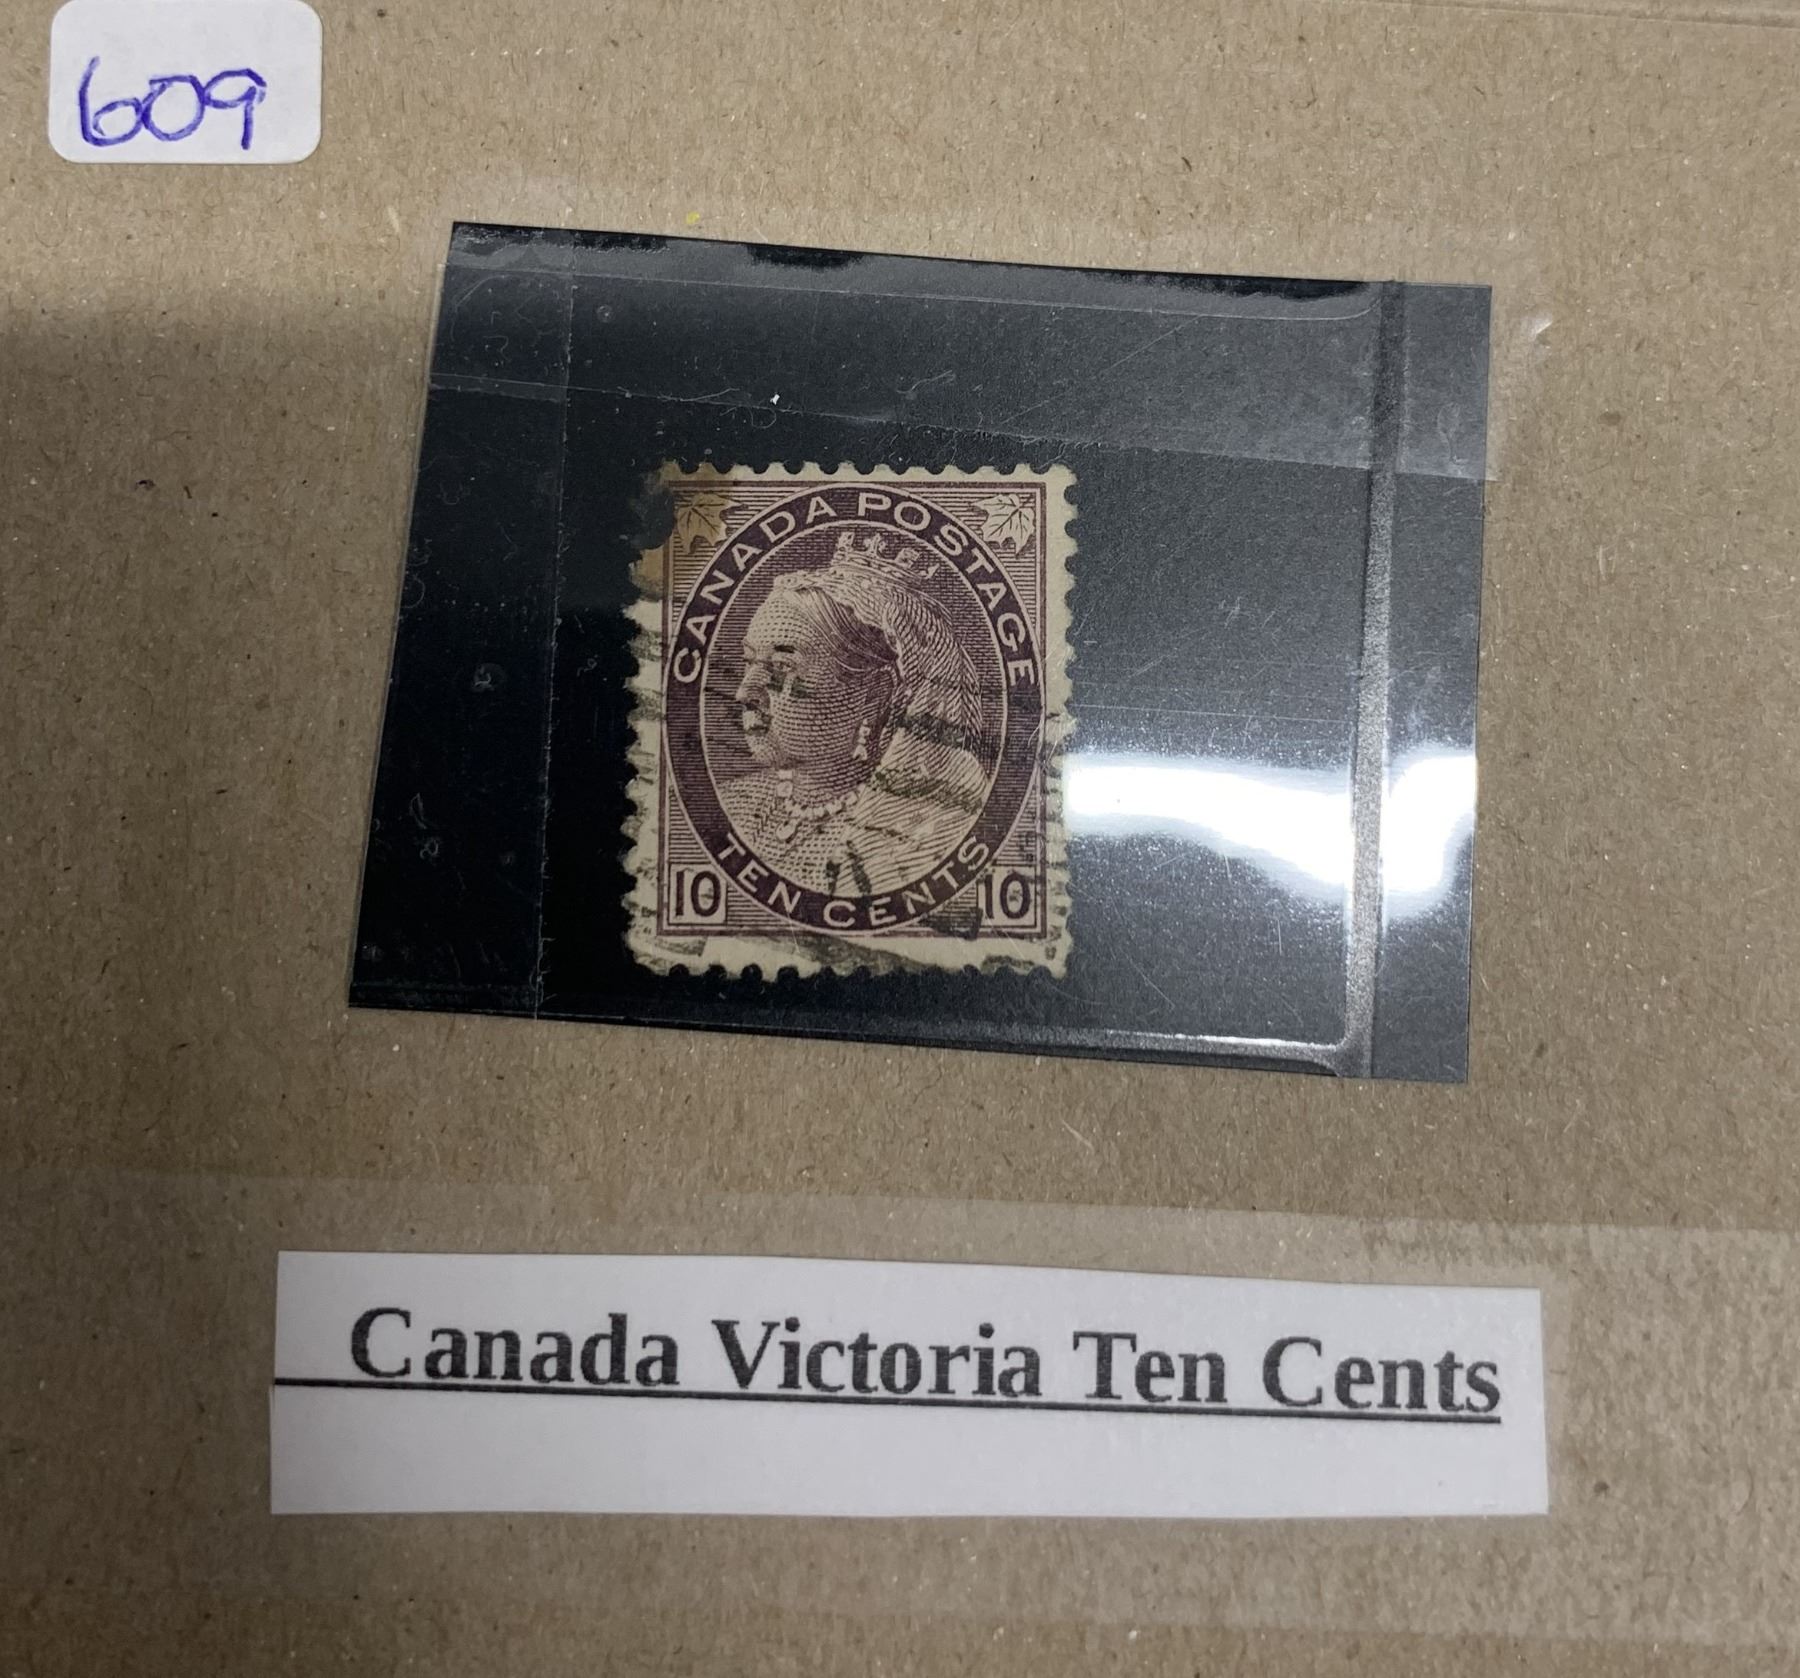 609
CANADA POSTAGE
TEN CENTS
10 10
Canada Victoria Ten Cents